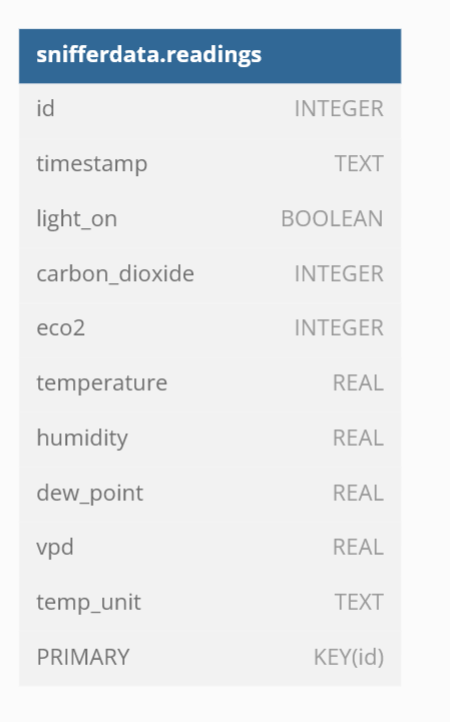 snifferdata.readings
id INTEGER
timestamp TEXT
light_on BOOLEAN
carbon_dioxide INTEGER
eco2 INTEGER
temperature REAL
humidity REAL
dew_point REAL
vpd REAL
temp_unit TEXT
PRIMARY KEY(id)